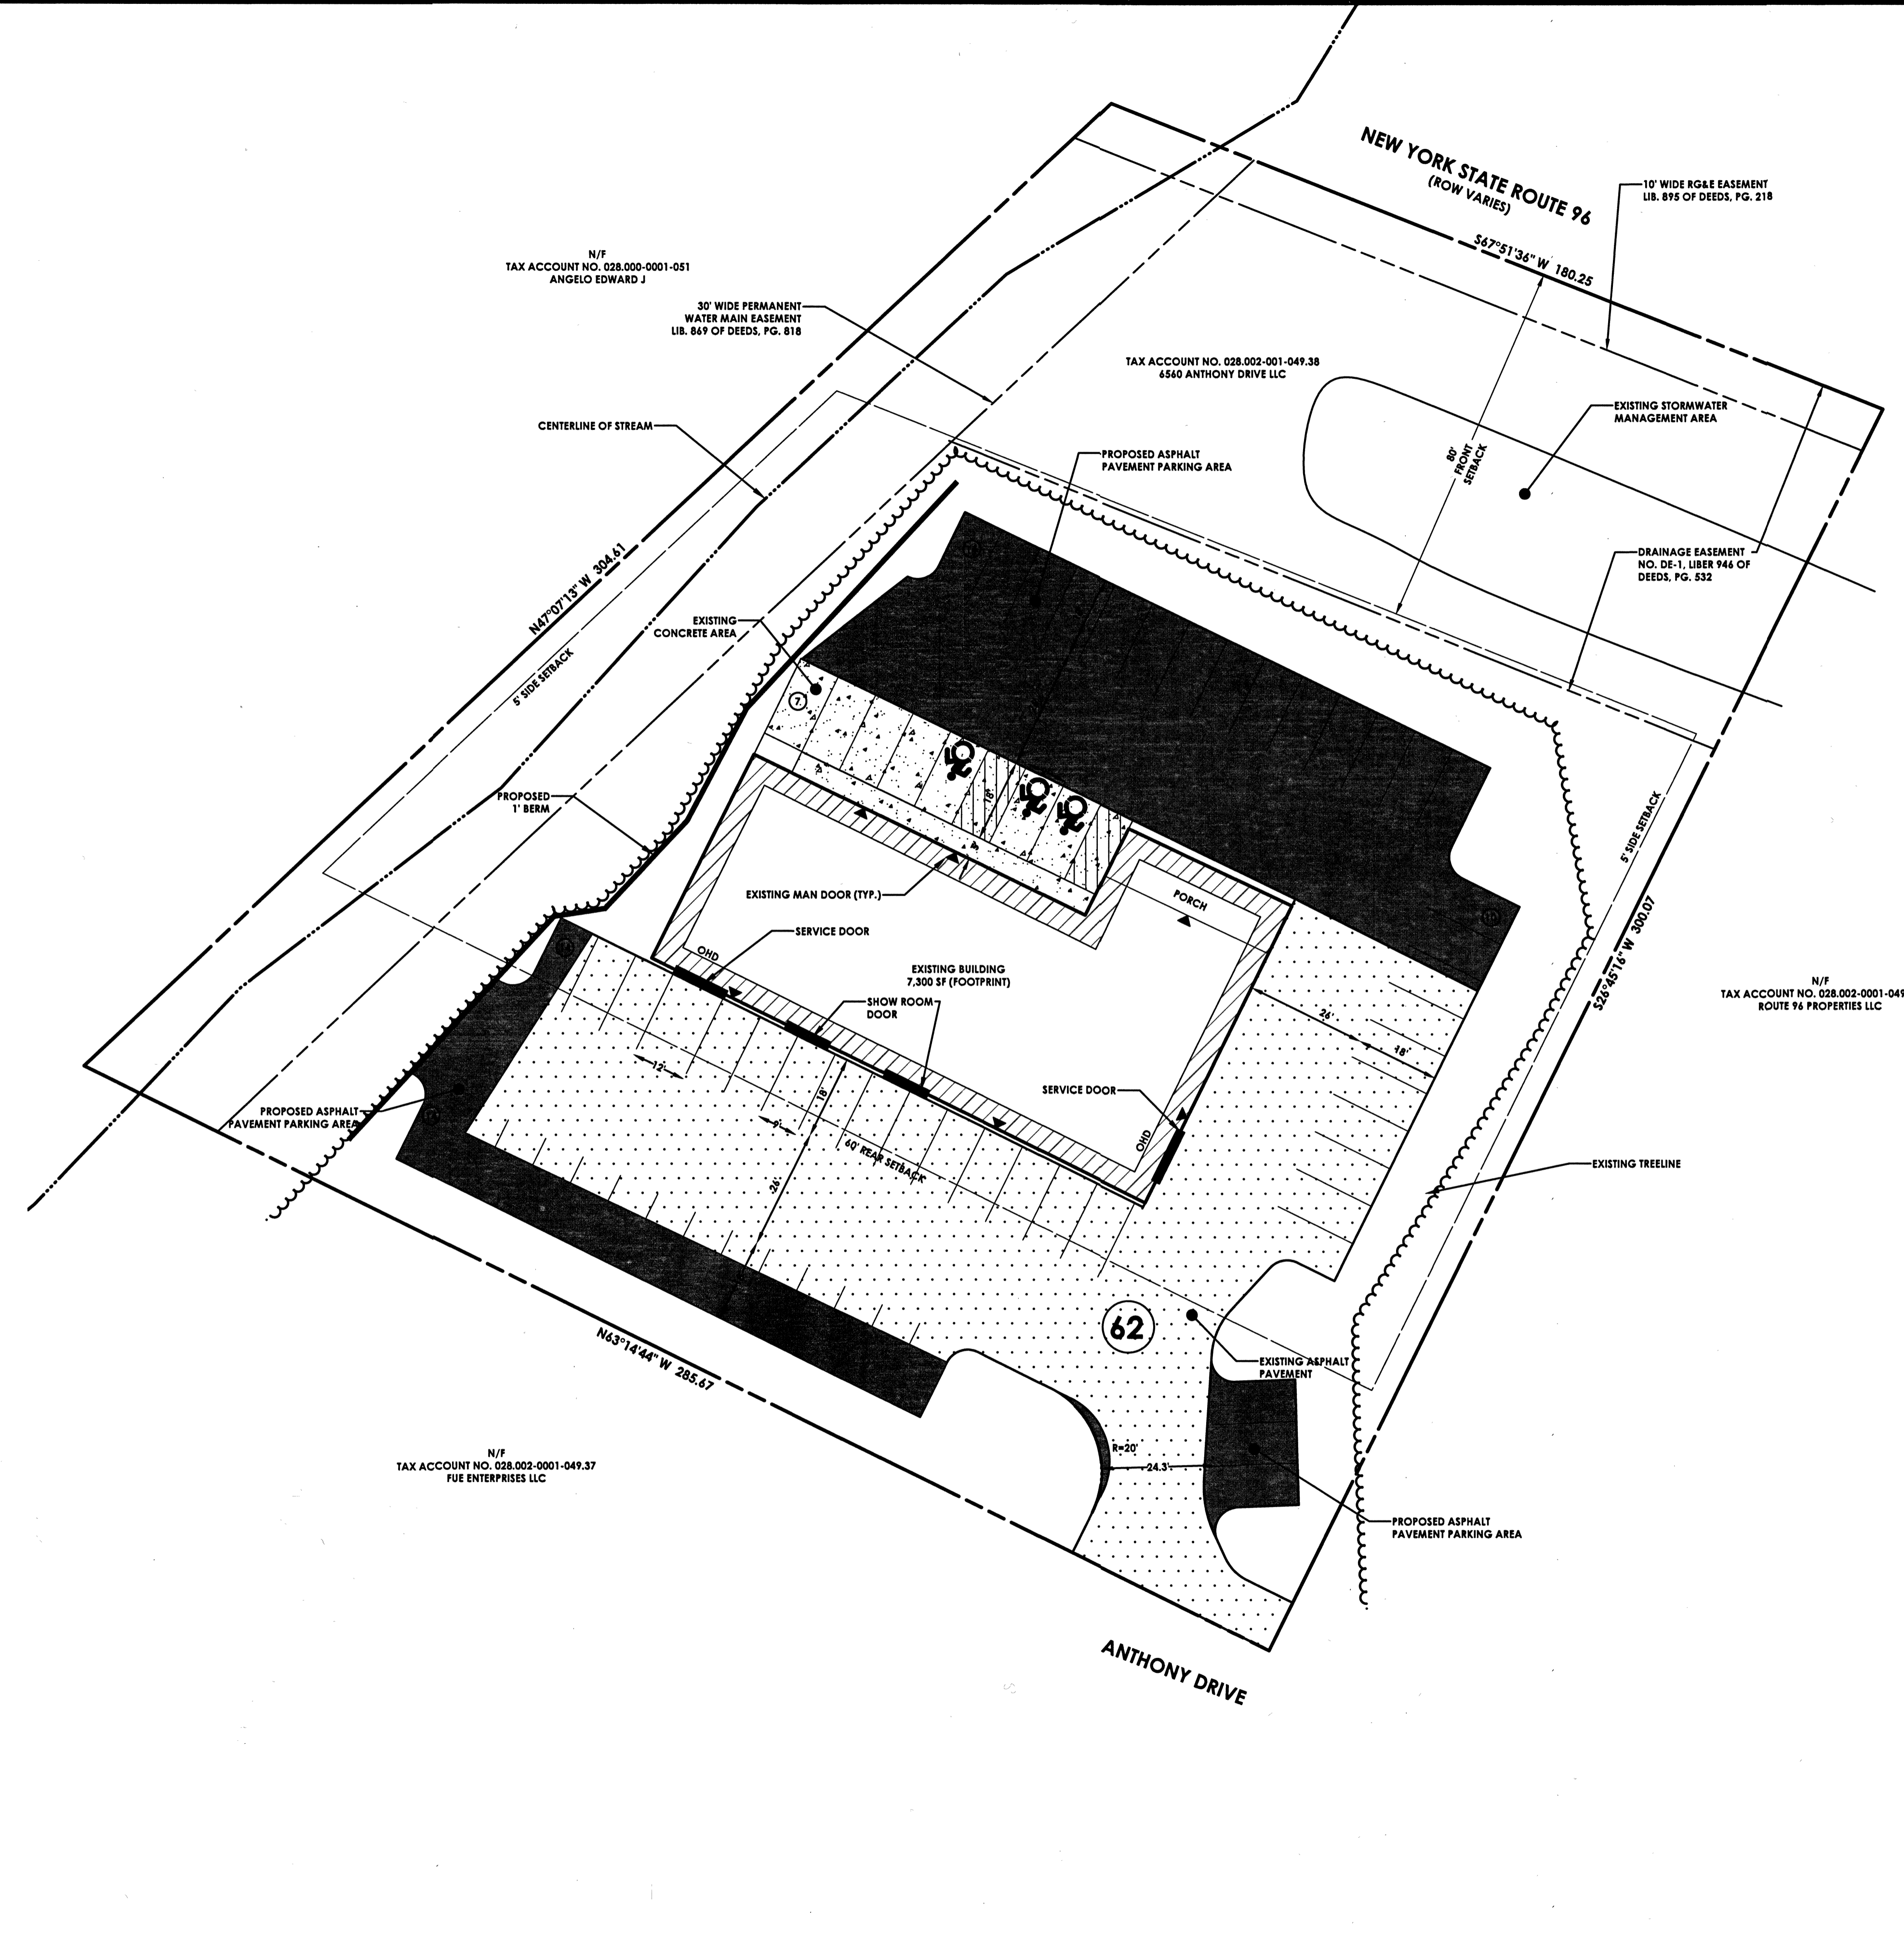 NEW YORK STATE ROUTE 96
(ROW VARIES)
10' WIDE RG&E EASEMENT
LIB. 895 OF DEEDS, PG. 218
S67°51'36" W 180.25
N/F
TAX ACCOUNT NO. 028.000-0001-051
ANGELO EDWARD J
30' WIDE PERMANENT
WATER MAIN EASEMENT
LIB. 869 OF DEEDS, PG. 818
TAX ACCOUNT NO. 028.002-001-049.38
6560 ANTHONY DRIVE LLC
EXISTING STORMWATER
MANAGEMENT AREA
CENTERLINE OF STREAM
PROPOSED ASPHALT
PAVEMENT PARKING AREA
80'
FRONT
SETBACK
DRAINAGE EASEMENT
NO. DE-1, LIBER 946 OF
DEEDS, PG. 532
N47°07'13" W 304.61
5' SIDE SETBACK
EXISTING
CONCRETE AREA
7
18'
PROPOSED
1' BERM
5' SIDE SETBACK
EXISTING MAN DOOR (TYP.)
PORCH
SERVICE DOOR
OHD
EXISTING BUILDING
7,300 SF (FOOTPRINT)
SHOW ROOM
DOOR
S26°45'16" W 300.07
N/F
TAX ACCOUNT NO. 028.002-0001-049
ROUTE 96 PROPERTIES LLC
26'
18'
12'
18'
9'
SERVICE DOOR
OHD
PROPOSED ASPHALT
PAVEMENT PARKING AREA
60' REAR SETBACK
26'
EXISTING TREELINE
62
EXISTING ASPHALT
PAVEMENT
N63°14'44" W 285.67
N/F
TAX ACCOUNT NO. 028.002-0001-049.37
FUE ENTERPRISES LLC
R=20'
24.3'
PROPOSED ASPHALT
PAVEMENT PARKING AREA
ANTHONY DRIVE